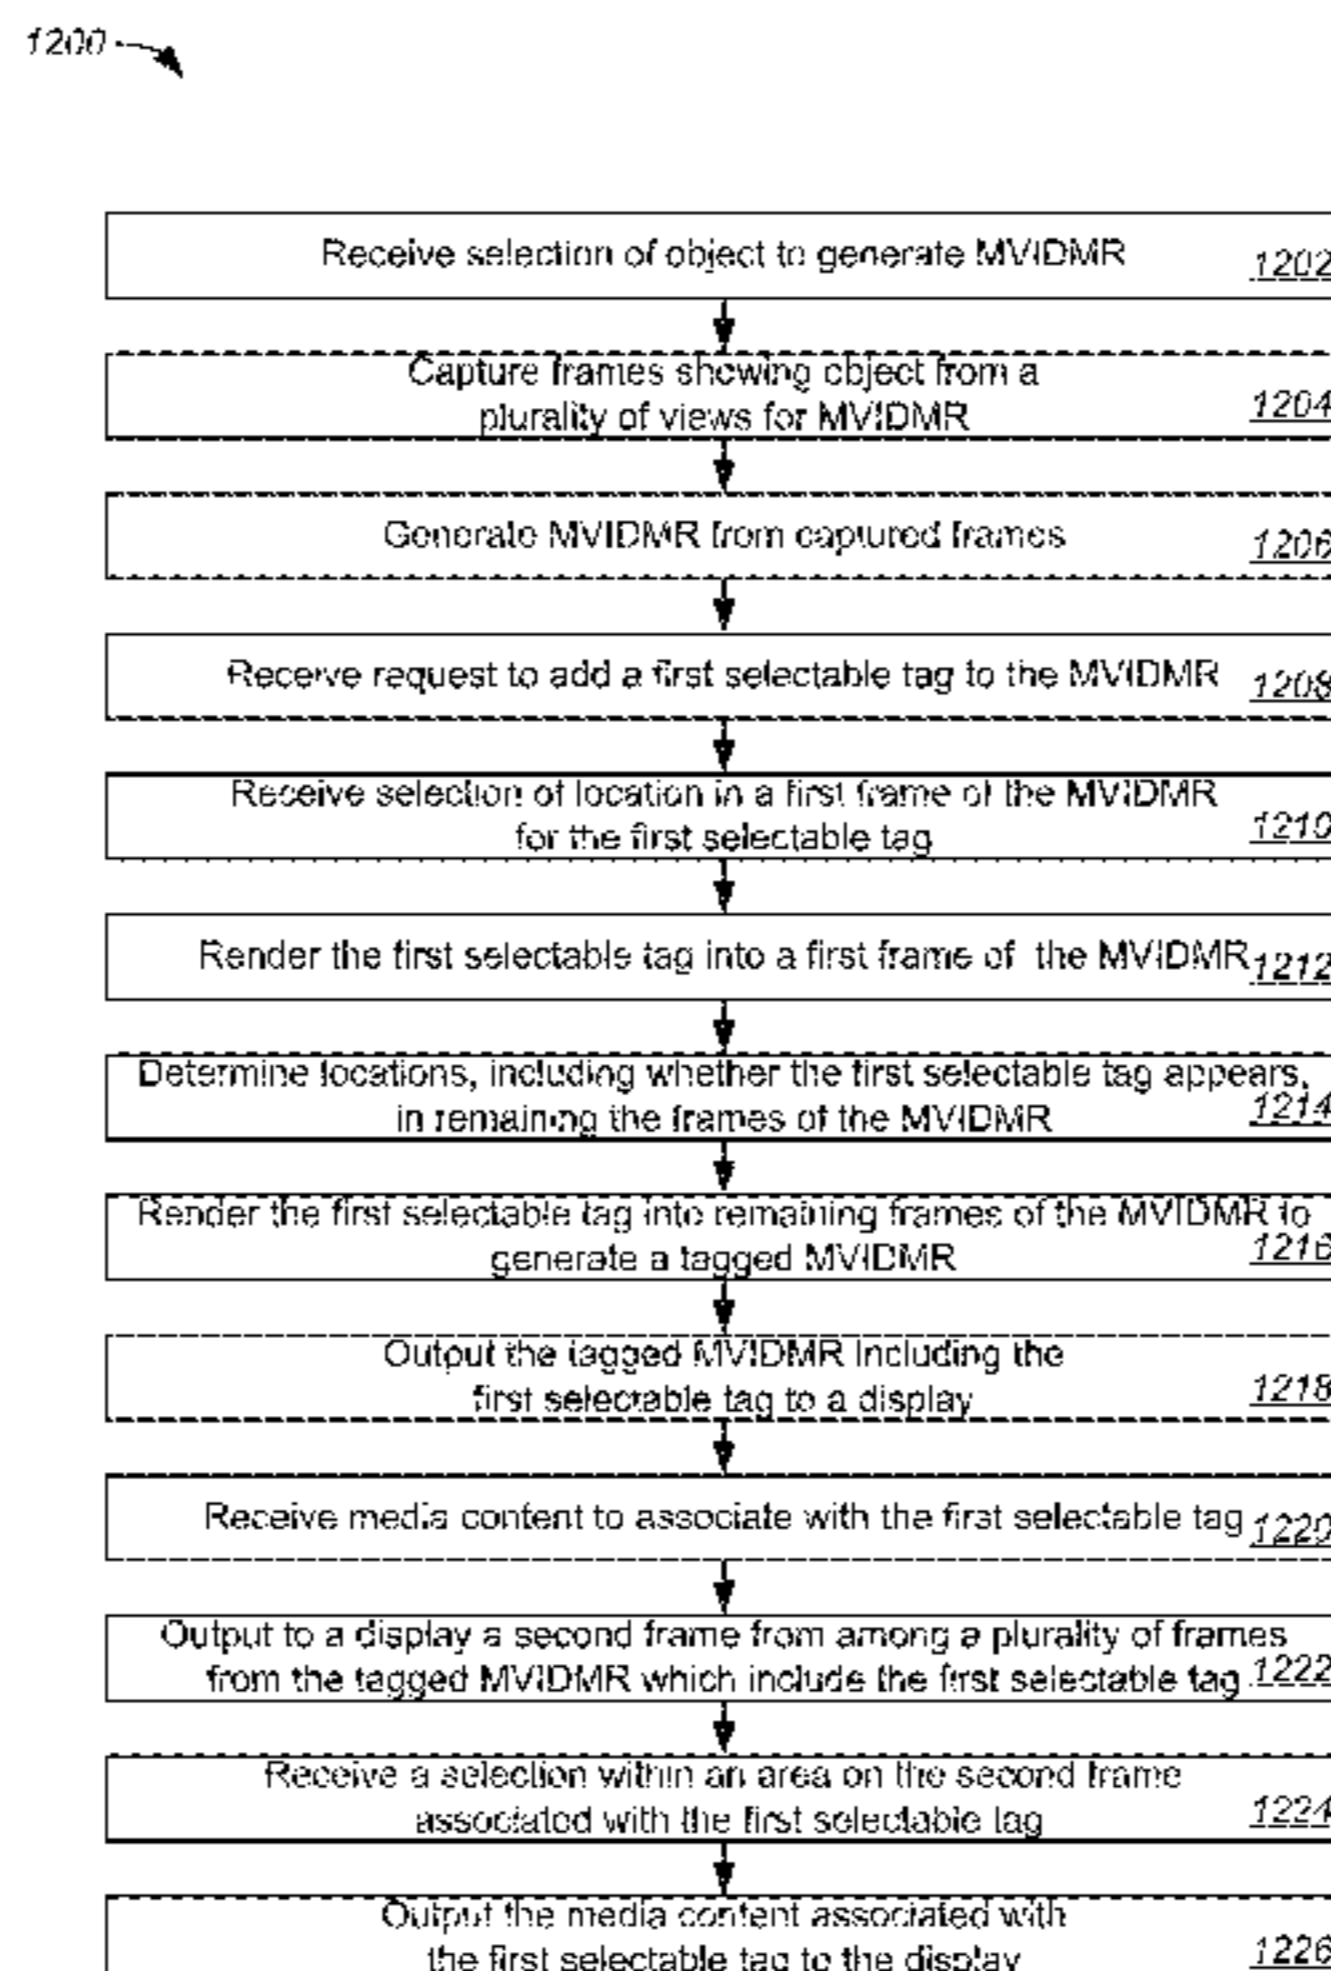 1200
Receive selection of object to generate MVIDMR
1202
Capture frames showing object from a
plurality of views for MVIDMR
1204
Generate MVIDMR from captured frames
1206
Receive request to add a first selectable tag to the MVIDMR
1208
Receive selection of location in a first frame of the MVIDMR
for the first selectable tag
1210
Render the first selectable tag into a first frame of the MVIDMR
1212
Determine locations, including whether the first selectable tag appears,
in remaining the frames of the MVIDMR
1214
Render the first selectable tag into remaining frames of the MVIDMR to
generate a tagged MVIDMR
1216
Output the tagged MVIDMR including the
first selectable tag to a display
1218
Receive media content to associate with the first selectable tag
1220
Output to a display a second frame from among a plurality of frames
from the tagged MVIDMR which include the first selectable tag
1222
Receive a selection within an area on the second frame
associated with the first selectable tag
1224
Output the media content associated with
the first selectable tag to the display
1226